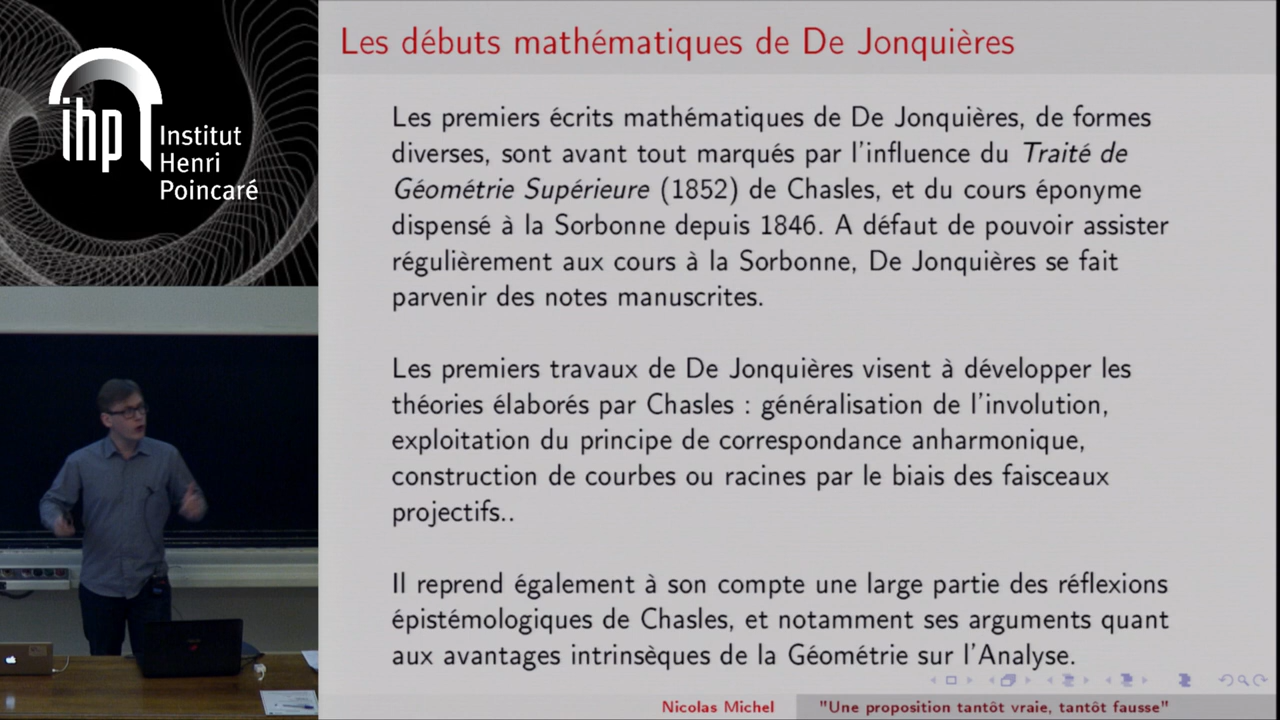 ihp
Institut
Henri
Poincaré
Les débuts mathématiques de De Jonquières
Les premiers écrits mathématiques de De Jonquières, de formes
diverses, sont avant tout marqués par l'influence du Traité de
Géométrie Supérieure (1852) de Chasles, et du cours éponyme
dispensé à la Sorbonne depuis 1846. A défaut de pouvoir assister
régulièrement aux cours à la Sorbonne, De Jonquières se fait
parvenir des notes manuscrites.
Les premiers travaux de De Jonquières visent à développer les
théories élaborés par Chasles : généralisation de l'involution,
exploitation du principe de correspondance anharmonique,
construction de courbes ou racines par le biais des faisceaux
projectifs..
Il reprend également à son compte une large partie des réflexions
épistémologiques de Chasles, et notamment ses arguments quant
aux avantages intrinsèques de la Géométrie sur l'Analyse.
Nicolas Michel
"Une proposition tantôt vraie, tantôt fausse"